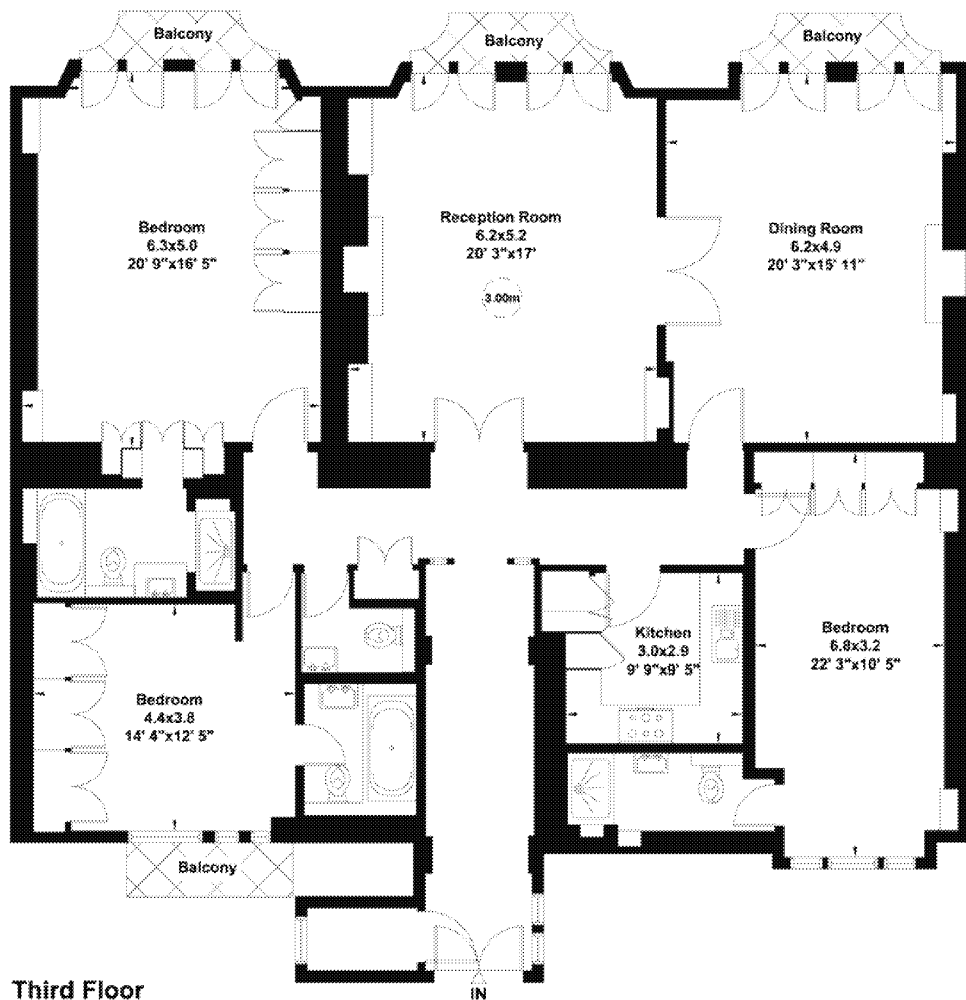 Balcony
Balcony
Balcony
Bedroom
6.3x5.0
20' 9"x16' 5"
Reception Room
6.2x5.2
20' 3"x17'
3.00m
Dining Room
6.2x4.9
20' 3"x15' 11"
Kitchen
3.0x2.9
9' 9"x9' 5"
Bedroom
6.8x3.2
22' 3"x10' 5"
Bedroom
4.4x3.8
14' 4"x12' 5"
Balcony
Third Floor
IN